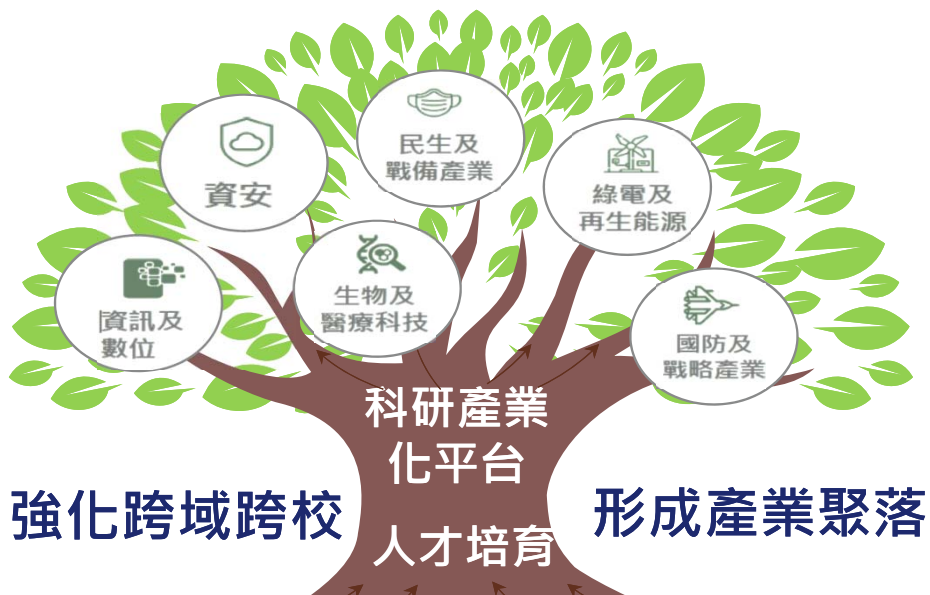 民生及
戰備產業
資安
綠電及
再生能源
生物及
醫療科技
資訊及
數位
國防及
戰略產業
科研產業
化平台
強化跨域跨校
形成產業聚落
人才培育